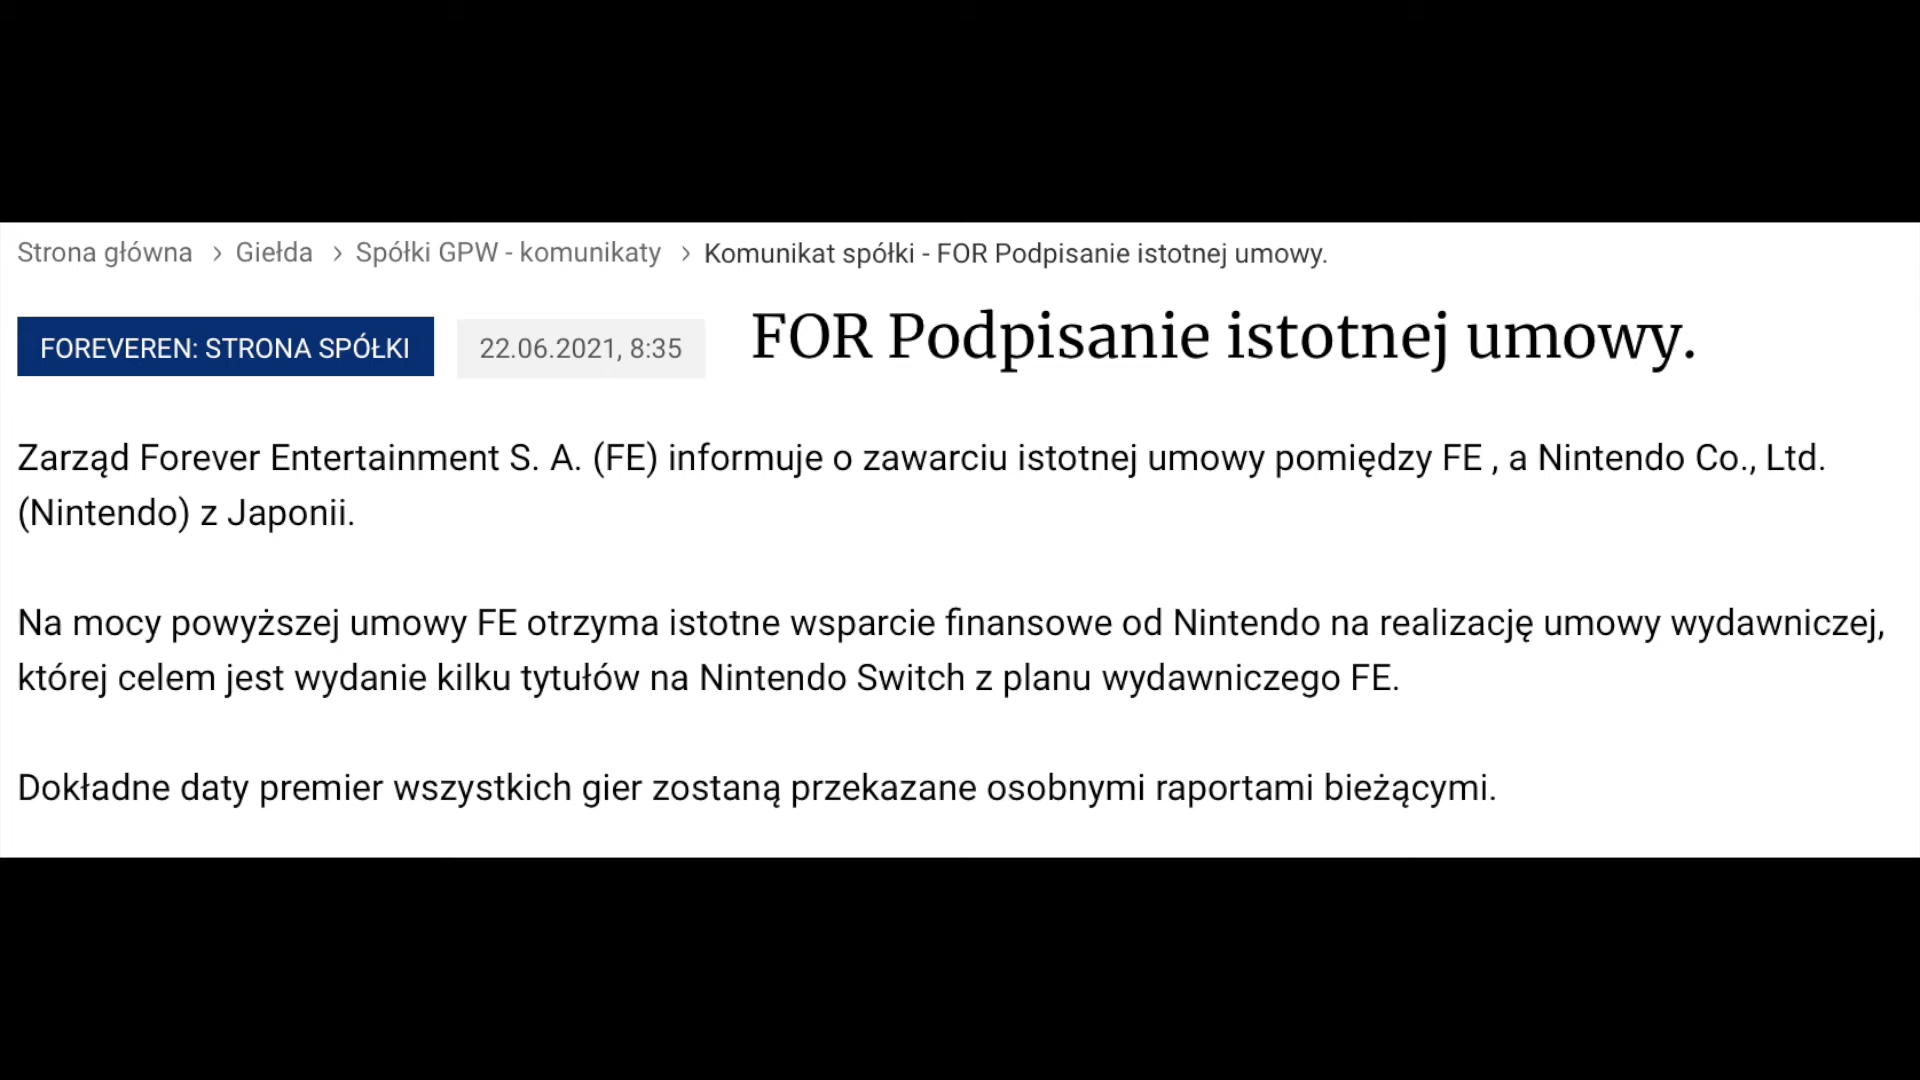 Strona główna > Giełda > Spółki GPW - komunikaty > Komunikat spółki - FOR Podpisanie istotnej umowy.
FOREVEREN: STRONA SPÓŁKI 22.06.2021, 8:35 FOR Podpisanie istotnej umowy.
Zarząd Forever Entertainment S. A. (FE) informuje o zawarciu istotnej umowy pomiędzy FE , a Nintendo Co., Ltd.
(Nintendo) z Japonii.
Na mocy powyższej umowy FE otrzyma istotne wsparcie finansowe od Nintendo na realizację umowy wydawniczej,
której celem jest wydanie kilku tytułów na Nintendo Switch z planu wydawniczego FE.
Dokładne daty premier wszystkich gier zostaną przekazane osobnymi raportami bieżącymi.